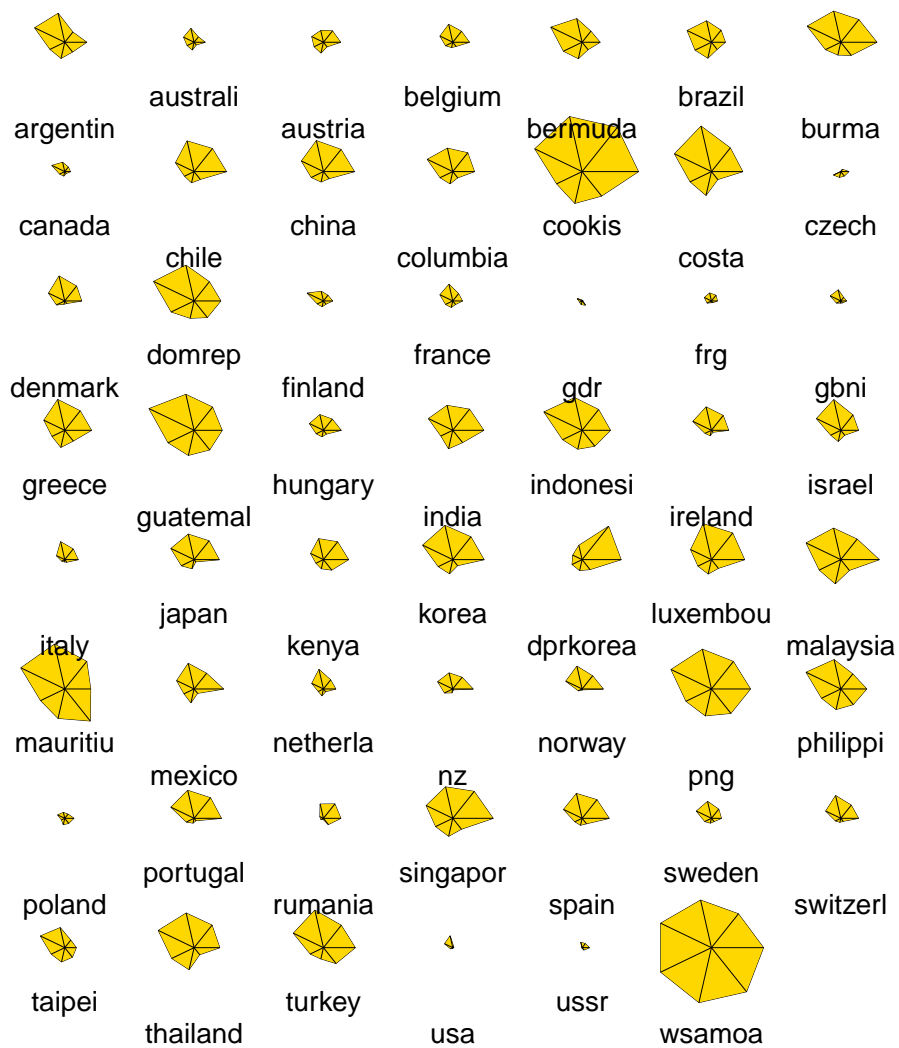 australi belgium brazil
argentin austria bermuda burma
canada china cookis czech
chile columbia costa
domrep france frg
denmark finland gdr gbni
greece hungary indonesi israel
guatemal india ireland
japan korea luxembou
italy kenya dprkorea malaysia
mauritiu netherla norway philippi
mexico nz png
portugal singapor sweden
poland rumania spain switzerl
taipei turkey ussr
thailand usa wsamoa